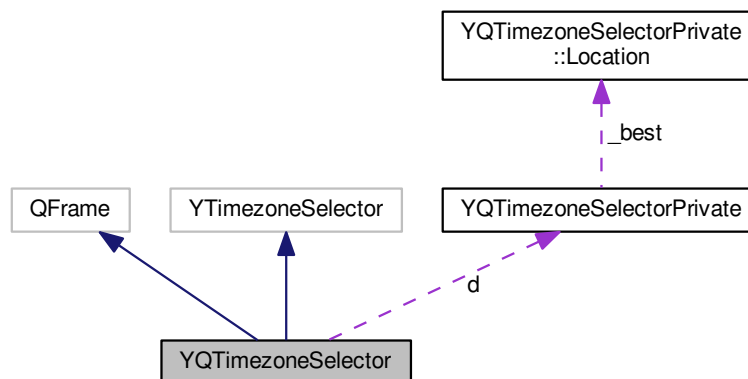 YQTimezoneSelectorPrivate
::Location
_best
QFrame
YTimezoneSelector
YQTimezoneSelectorPrivate
d
YQTimezoneSelector